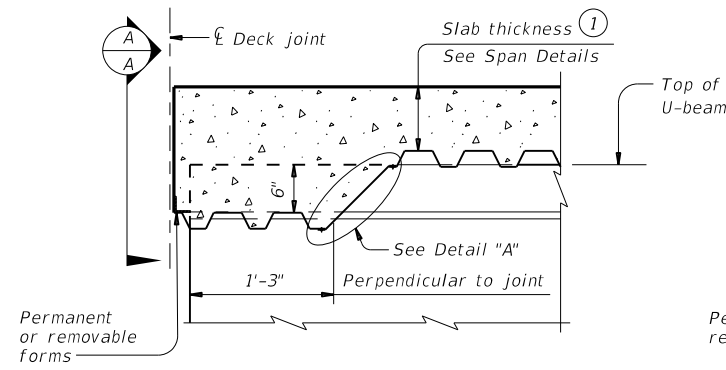 A
A
℄ Deck joint
Slab thickness 1
See Span Details
Top of
U-beam
6"
See Detail "A"
1'-3"
Perpendicular to joint
Permanent
or removable
forms
Pe
re